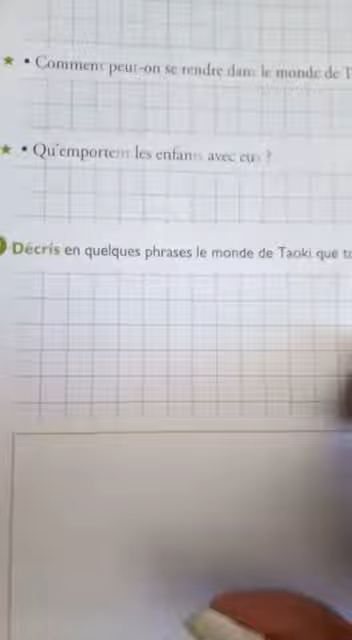 • Comment peut-on se rendre dans le monde de T
• Qu'emportent les enfants avec eux ?
Décris en quelques phrases le monde de Taoki que